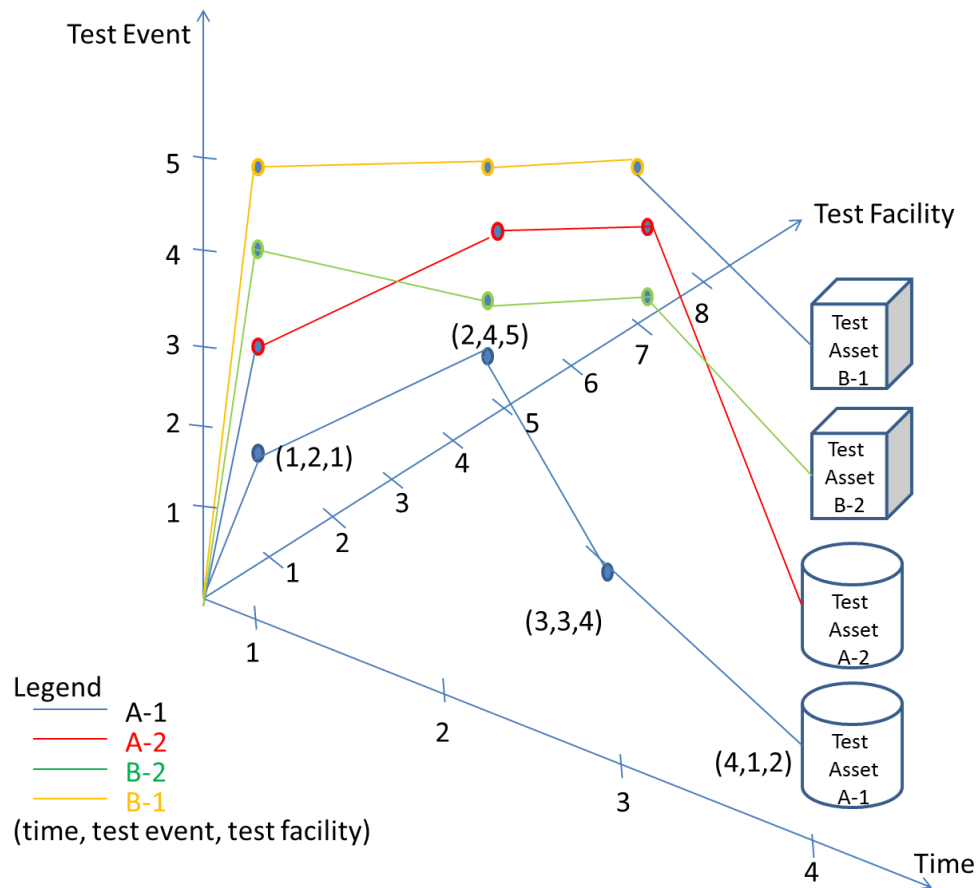 Test Event
5
4
3
2
1
Test Facility
8
7
6
5
4
3
2
1
(2,4,5)
(1,2,1)
(3,3,4)
(4,1,2)
Test
Asset
B-1
Test
Asset
B-2
Test
Asset
A-2
Test
Asset
A-1
1
2
3
4
Time
Legend
A-1
A-2
B-2
B-1
(time, test event, test facility)